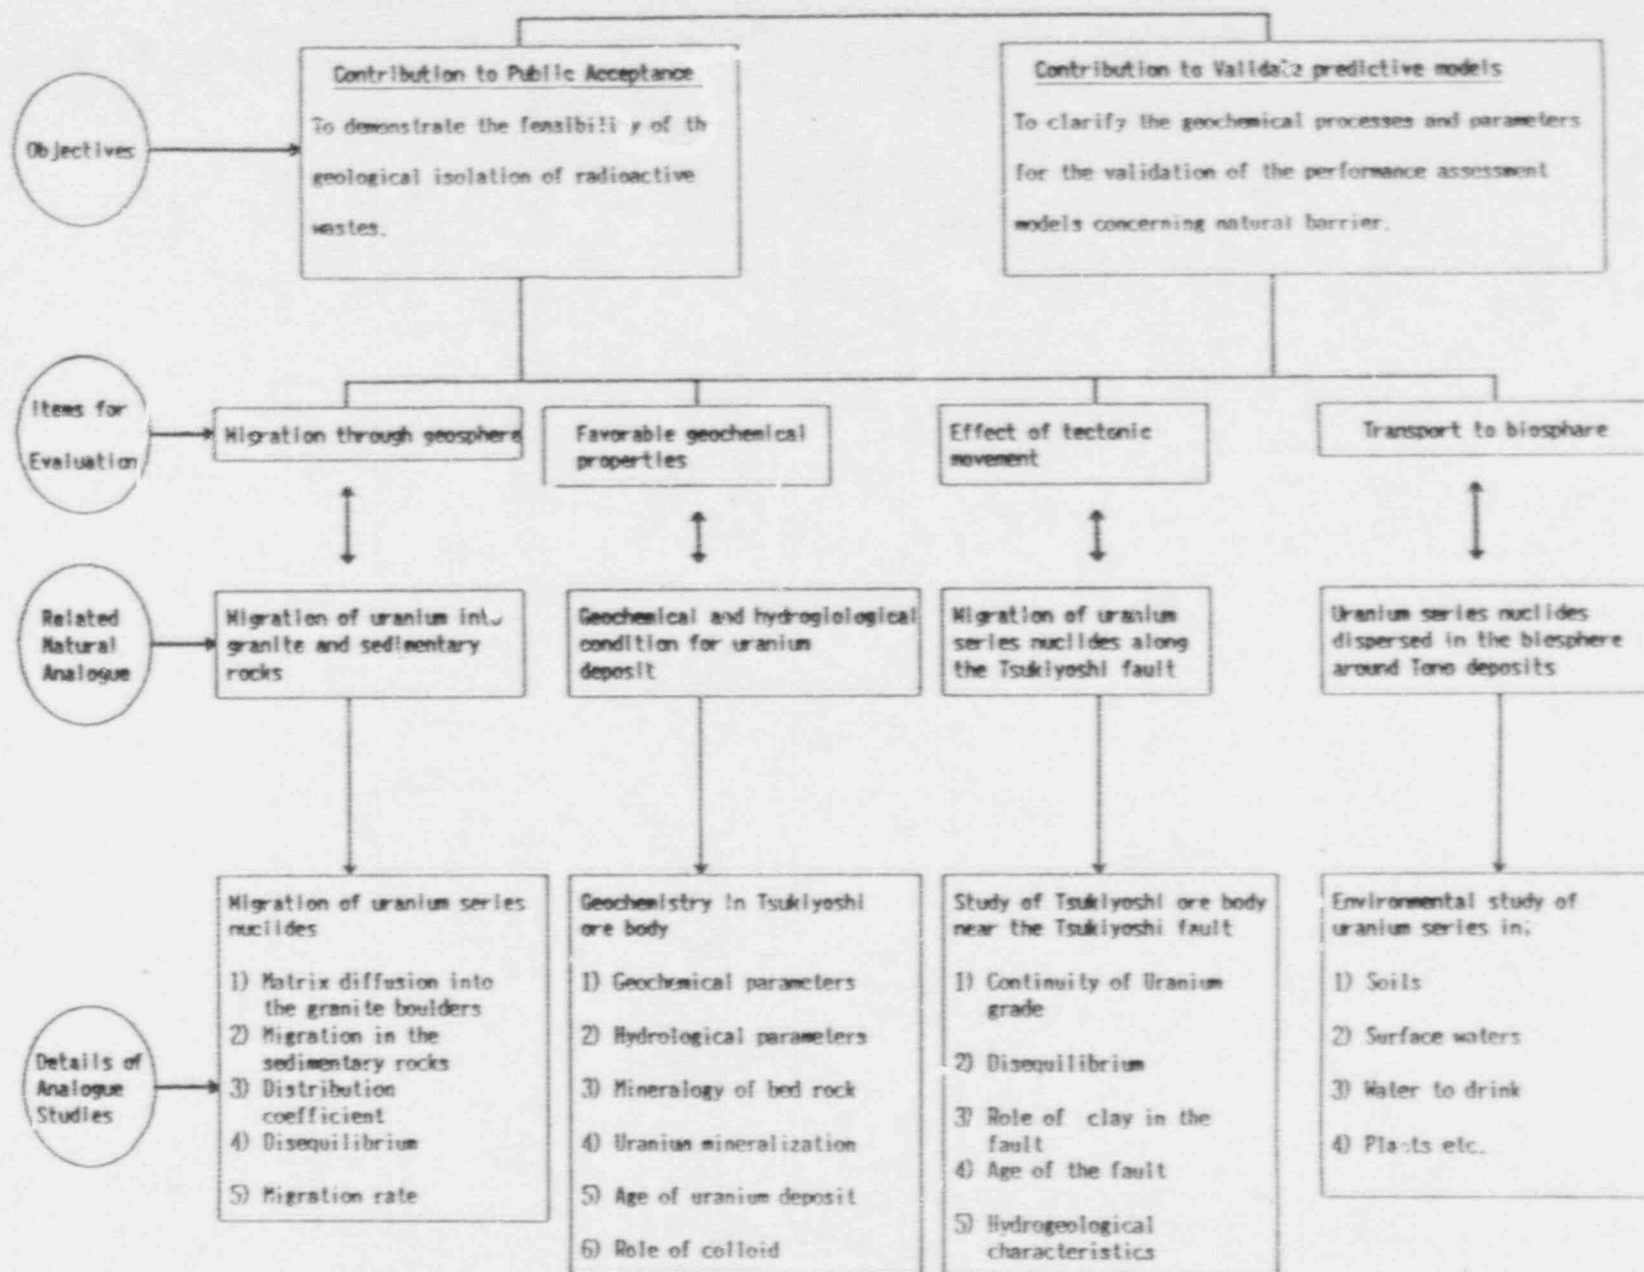 Objectives
Contribution to Public Acceptance
To demonstrate the feasibili y of th
geological isolation of radioactive
wastes.
Contribution to Validate predictive models
To clarify the geochemical processes and parameters
for the validation of the performance assessment
models concerning natural barrier.
Items for
Evaluation
Migration through geosphere
Favorable geochemical
properties
Effect of tectonic
movement
Transport to biosphare
Related
Natural
Analogue
Migration of uranium into
granite and sedimentary
rocks
Geochemical and hydrogiological
condition for uranium
deposit
Migration of uranium
series nuclides along
the Tsukiyoshi fault
Uranium series nuclides
dispersed in the biosphere
around Tono deposits
Details of
Analogue
Studies
Migration of uranium series
nuclides
1) Matrix diffusion into
the granite boulders
2) Migration in the
sedimentary rocks
3) Distribution
coefficient
4) Disequilibrium
5) Migration rate
Geochemistry in Tsukiyoshi
ore body
1) Geochemical parameters
2) Hydrological parameters
3) Mineralogy of bed rock
4) Uranium mineralization
5) Age of uranium deposit
6) Role of colloid
Study of Tsukiyoshi ore body
near the Tsukiyoshi fault
1) Continuity of Uranium
grade
2) Disequilibrium
3) Role of clay in the
fault
4) Age of the fault
5) Hydrogeological
characteristics
Environmental study of
uranium series in;
1) Soils
2) Surface waters
3) Water to drink
4) Plants etc.